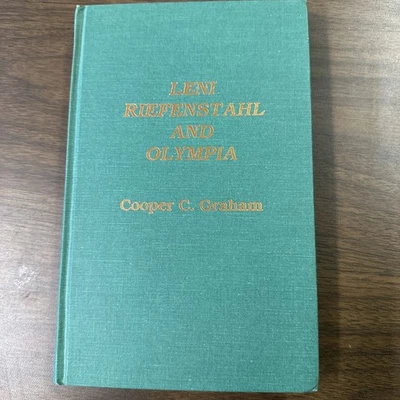 LENI
RIEFENSTAHL
AND
OLYMPIA
Cooper C. Graham